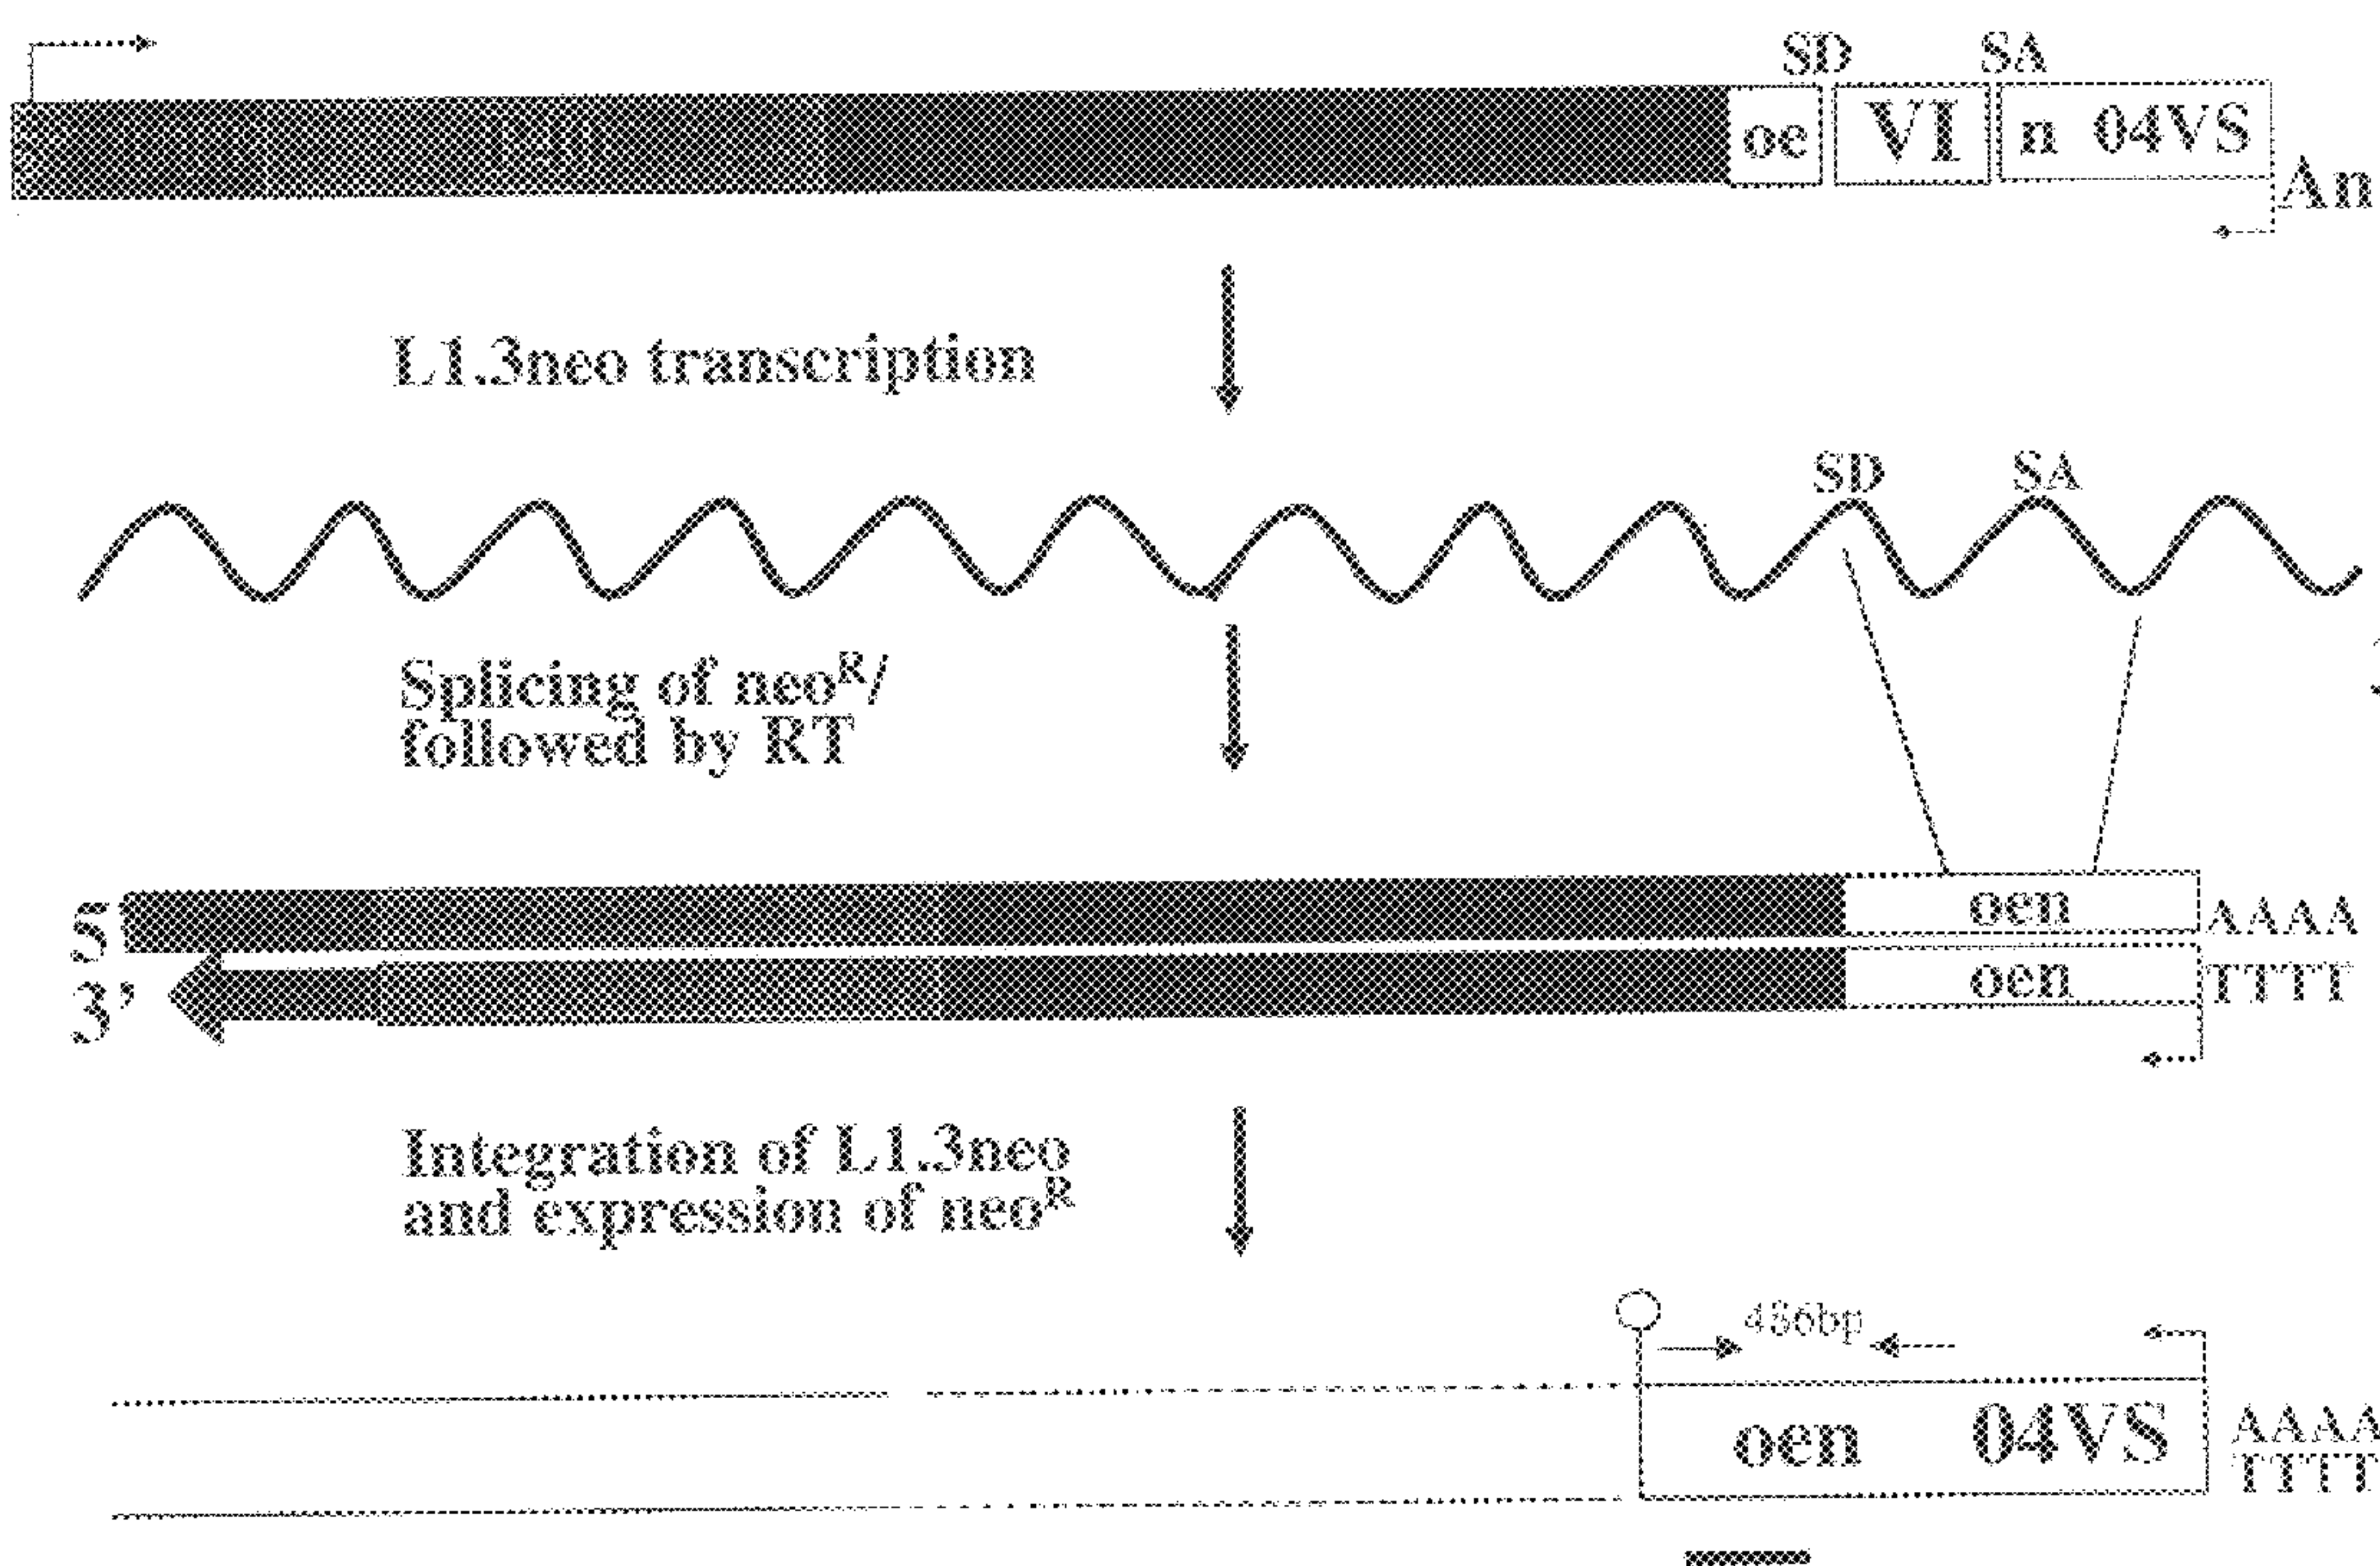 SD SA
oe VI n 04VS
An
L1.3neo transcription
SD SA
Splicing of neoR/
followed by RT
5' oen AAAA
3' oen TTTT
Integration of L1.3neo
and expression of neoR
486bp
oen 04VS AAAA
TTTT